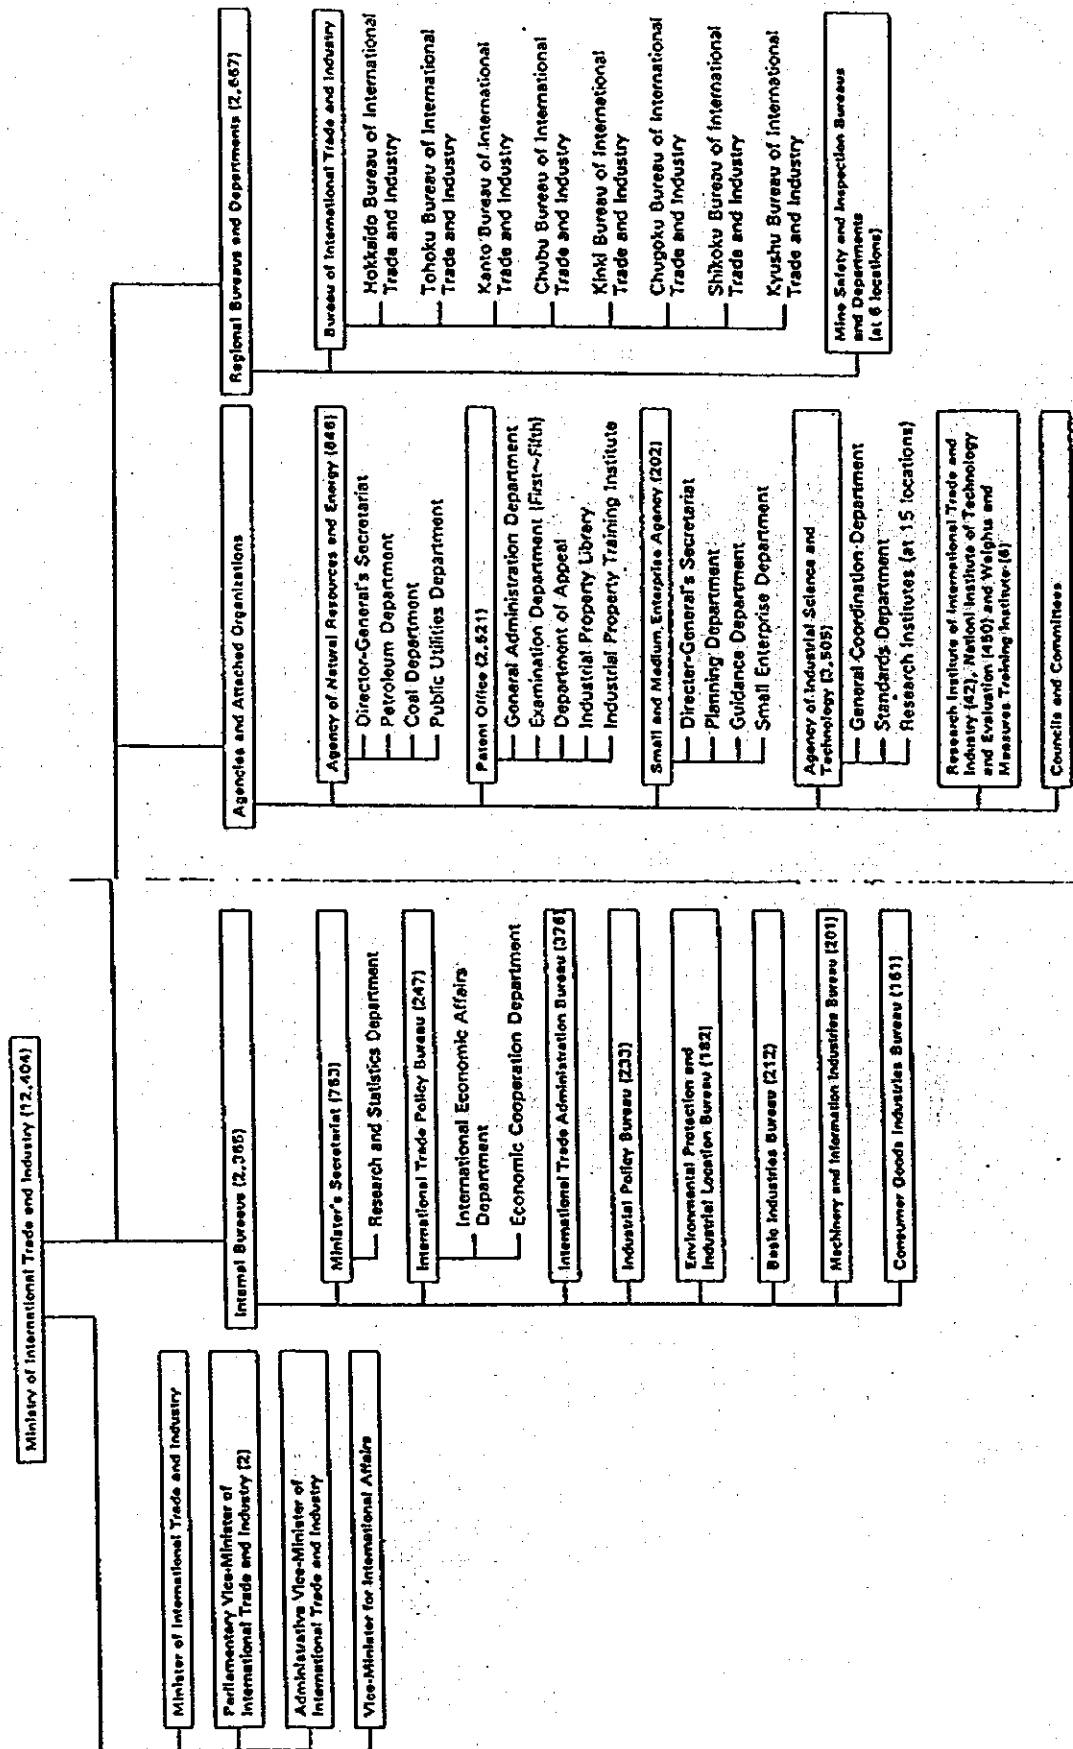 Ministry of International Trade and Industry (12,404)
Minister of International Trade and Industry
Parliamentary Vice-Minister of
International Trade and Industry (2)
Administrative Vice-Minister of
International Trade and Industry
Vice-Minister for International Affairs
Internal Bureaus (2,365)
Minister's Secretariat (753)
Research and Statistics Department
International Trade Policy Bureau (247)
International Economic Affairs
Department
Economic Cooperation Department
International Trade Administration Bureau (376)
Industrial Policy Bureau (233)
Environmental Protection and
Industrial Location Bureau (182)
Basic Industries Bureau (212)
Machinery and Information Industries Bureau (201)
Consumer Goods Industries Bureau (161)
Agencies and Attached Organizations
Agency of Natural Resources and Energy (646)
Director-General's Secretariat
Petroleum Department
Coal Department
Public Utilities Department
Patent Office (2,521)
General Administration Department
Examination Department (First~Fifth)
Department of Appeal
Industrial Property Library
Industrial Property Training Institute
Small and Medium Enterprise Agency (202)
Directer-General's Secretariat
Planning Department
Guidance Department
Small Enterprise Department
Agency of Industrial Science and
Technology (3,505)
General Coordination Department
Standards Department
Research Institutes (at 15 locations)
Research Institute of International Trade and
Industry (42), National Institute of Technology
and Evaluation (450) and Weights and
Measures Training Institute (6)
Councils and Committees
Regional Bureaus and Departments (2,667)
Bureau of International Trade and Industry
Hokkaido Bureau of International
Trade and Industry
Tohoku Bureau of International
Trade and Industry
Kanto Bureau of International
Trade and Industry
Chubu Bureau of International
Trade and Industry
Kinki Bureau of International
Trade and Industry
Chugoku Bureau of International
Trade and Industry
Shikoku Bureau of International
Trade and Industry
Kyushu Bureau of International
Trade and Industry
Mine Safety and Inspection Bureaus
and Departments
(at 6 locations)